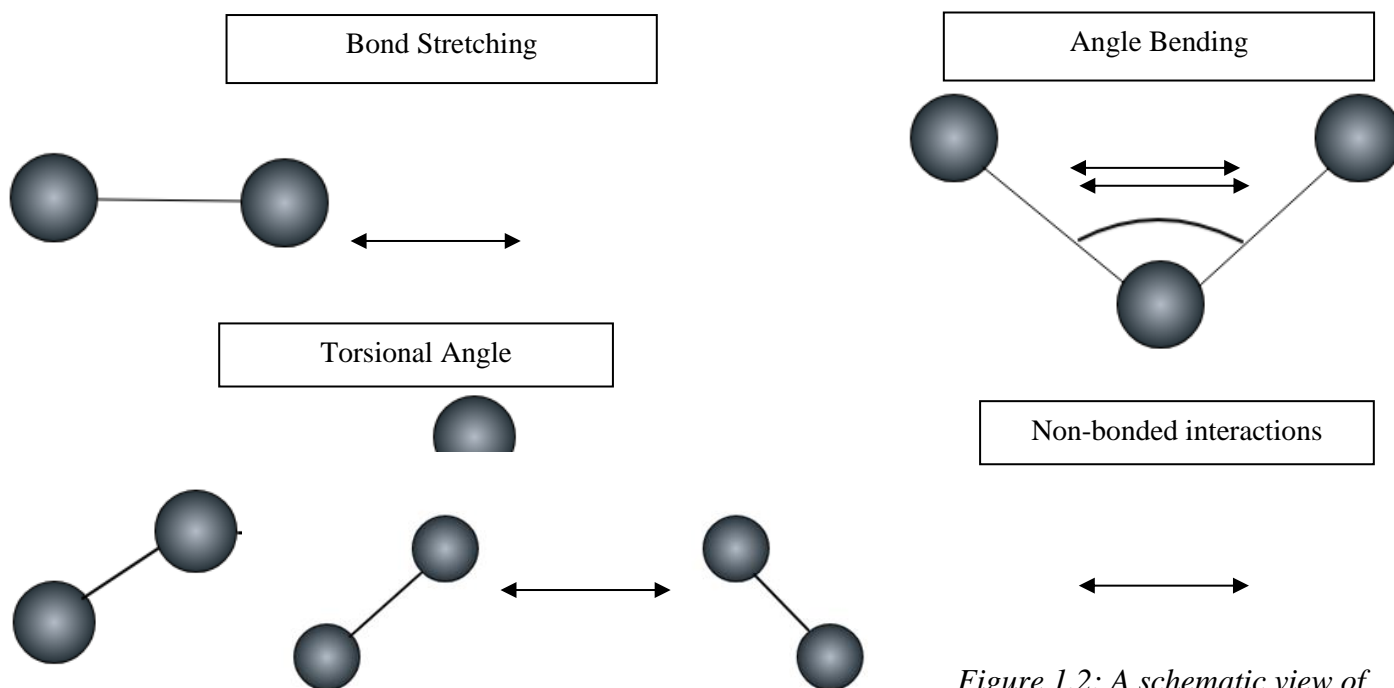 Bond Stretching
Angle Bending
Torsional Angle
Non-bonded interactions
Figure 1.2: A schematic view of